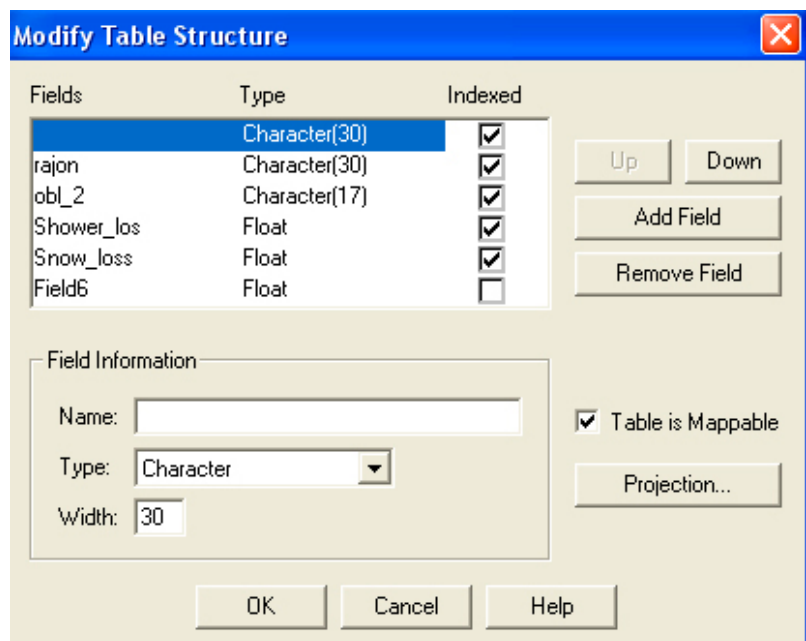 Modify Table Structure
Fields Type Indexed
Character(30)
rajon Character(30)
obl_2 Character(17)
Shower_los Float
Snow_loss Float
Field6 Float
Up Down
Add Field
Remove Field
Field Information
Name:
Type: Character
Width: 30
Table is Mappable
Projection...
OK Cancel Help